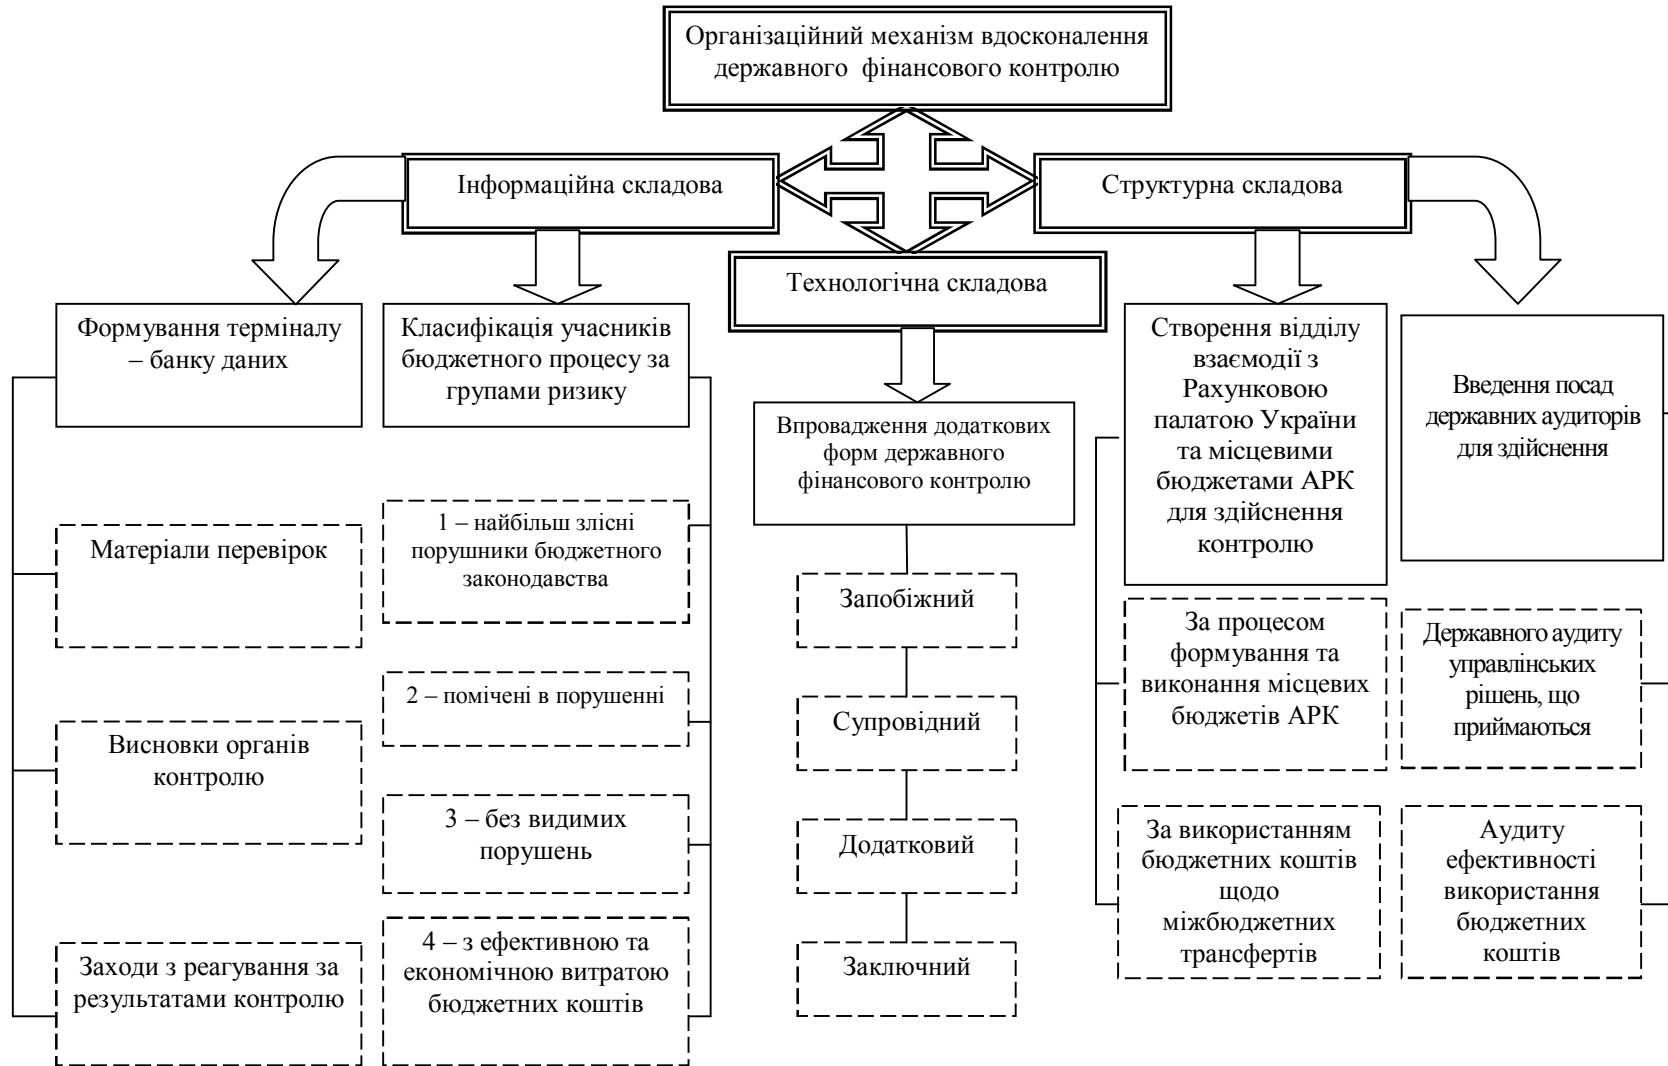 Організаційний механізм вдосконалення
державного фінансового контролю
Інформаційна складова
Структурна складова
Технологічна складова
Формування терміналу
– банку даних
Матеріали перевірок
Висновки органів
контролю
Заходи з реагування за
результатами контролю
Класифікація учасників
бюджетного процесу за
групами ризику
1 – найбільш злісні
порушники бюджетного
законодавства
2 – помічені в порушенні
3 – без видимих
порушень
4 – з ефективною та
економічною витратою
бюджетних коштів
Впровадження додаткових
форм державного
фінансового контролю
Запобіжний
Супровідний
Додатковий
Заключний
Створення відділу
взаємодії з
Рахунковою
палатою України
та місцевими
бюджетами АРК
для здійснення
контролю
За процесом
формування та
виконання місцевих
бюджетів АРК
За використанням
бюджетних коштів
щодо
міжбюджетних
трансфертів
Введення посад
державних аудиторів
для здійснення
Державного аудиту
управлінських
рішень, що
приймаються
Аудиту
ефективності
використання
бюджетних
коштів